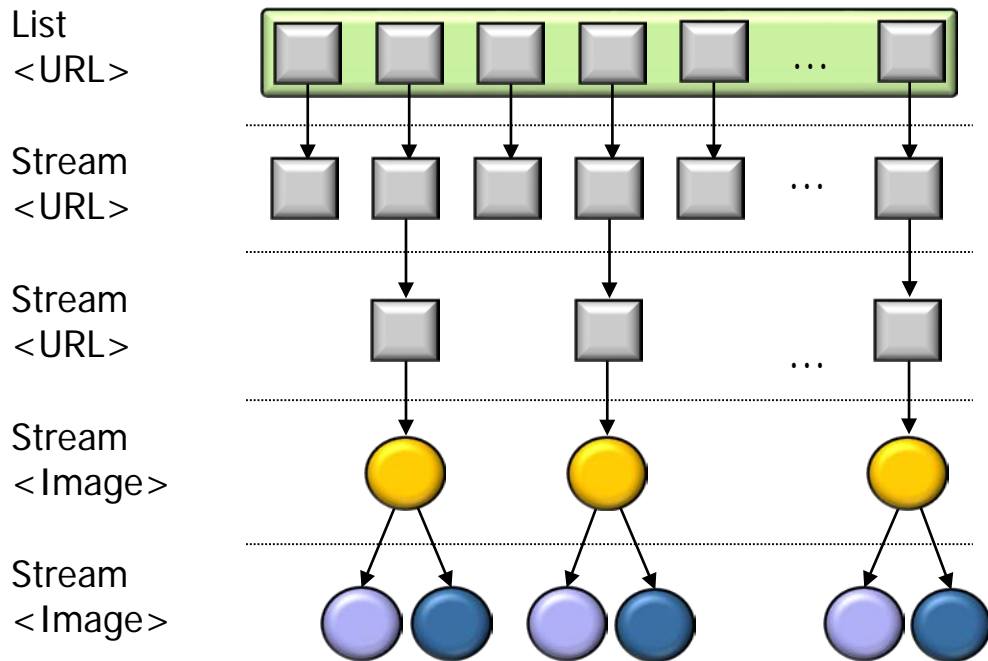 List
<URL>
...
Stream
<URL>
...
Stream
<URL>
...
Stream
<Image>
Stream
<Image>